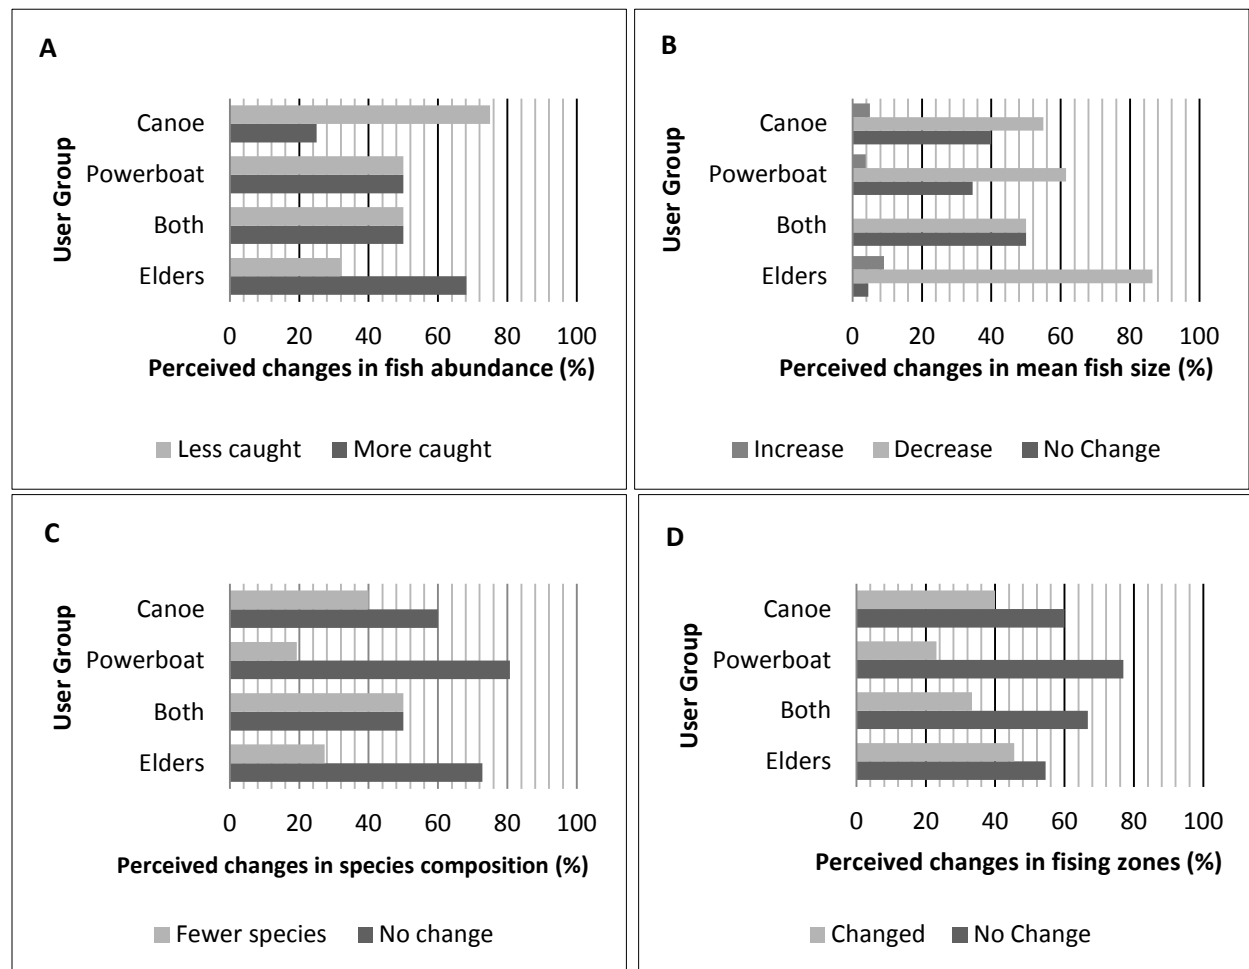 A
User Group
Canoe
Powerboat
Both
Elders
0 20 40 60 80 100
Perceived changes in fish abundance (%)
Less caught More caught
B
User Group
Canoe
Powerboat
Both
Elders
0 20 40 60 80 100
Perceived changes in mean fish size (%)
Increase Decrease No Change
C
User Group
Canoe
Powerboat
Both
Elders
0 20 40 60 80 100
Perceived changes in species composition (%)
Fewer species No change
D
User Group
Canoe
Powerboat
Both
Elders
0 20 40 60 80 100
Perceived changes in fising zones (%)
Changed No Change